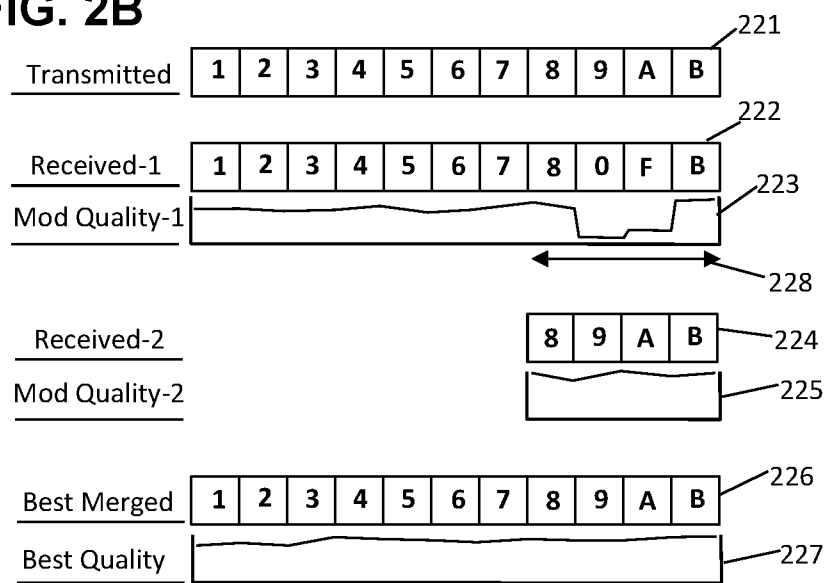 FIG. 2B
221
Transmitted 1 2 3 4 5 6 7 8 9 A B
222
Received-1 1 2 3 4 5 6 7 8 0 F B
223
Mod Quality-1
228
Received-2 8 9 A B 224
Mod Quality-2 225
Best Merged 1 2 3 4 5 6 7 8 9 A B 226
Best Quality 227